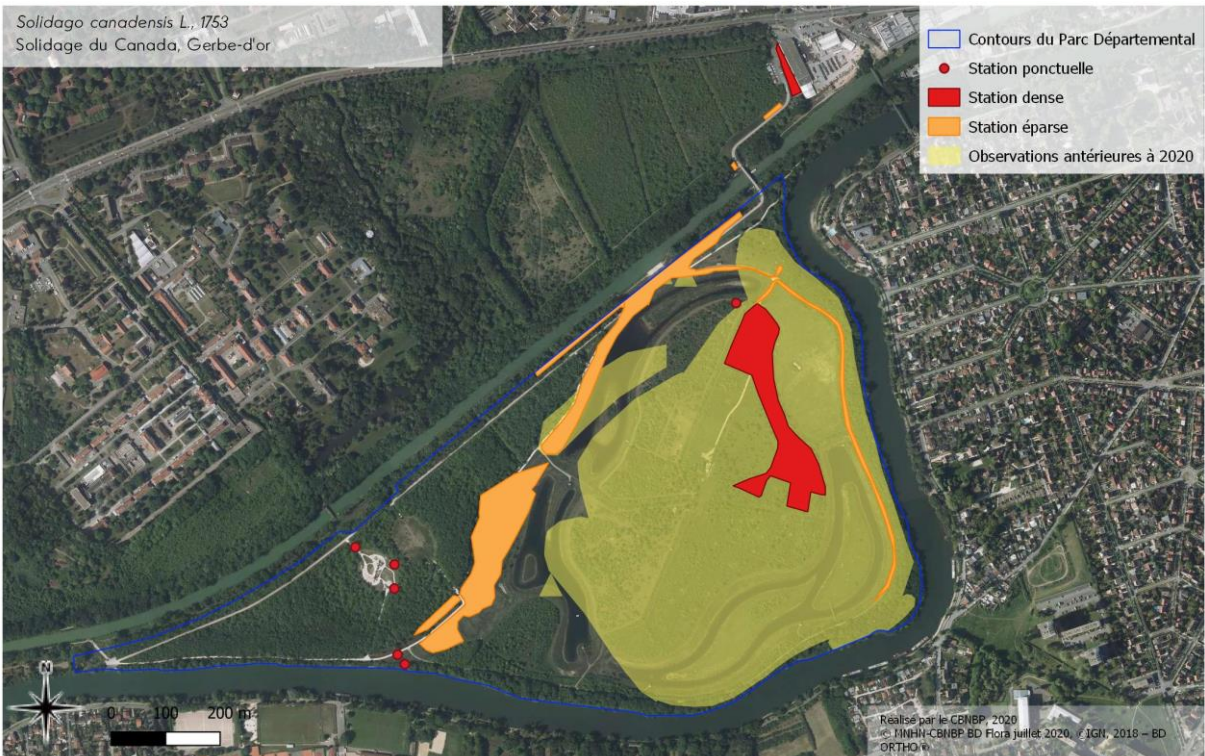 Solidago canadensis L., 1753
Solidage du Canada, Gerbe-d'or
Contours du Parc Départemental
Station ponctuelle
Station dense
Station éparse
Observations antérieures à 2020
N
0 100 200 m
Réalisé par le CBNBP, 2020
© MNHN-CBNBP BD Flora juillet 2020, © IGN, 2018 – BD
ORTHO ®